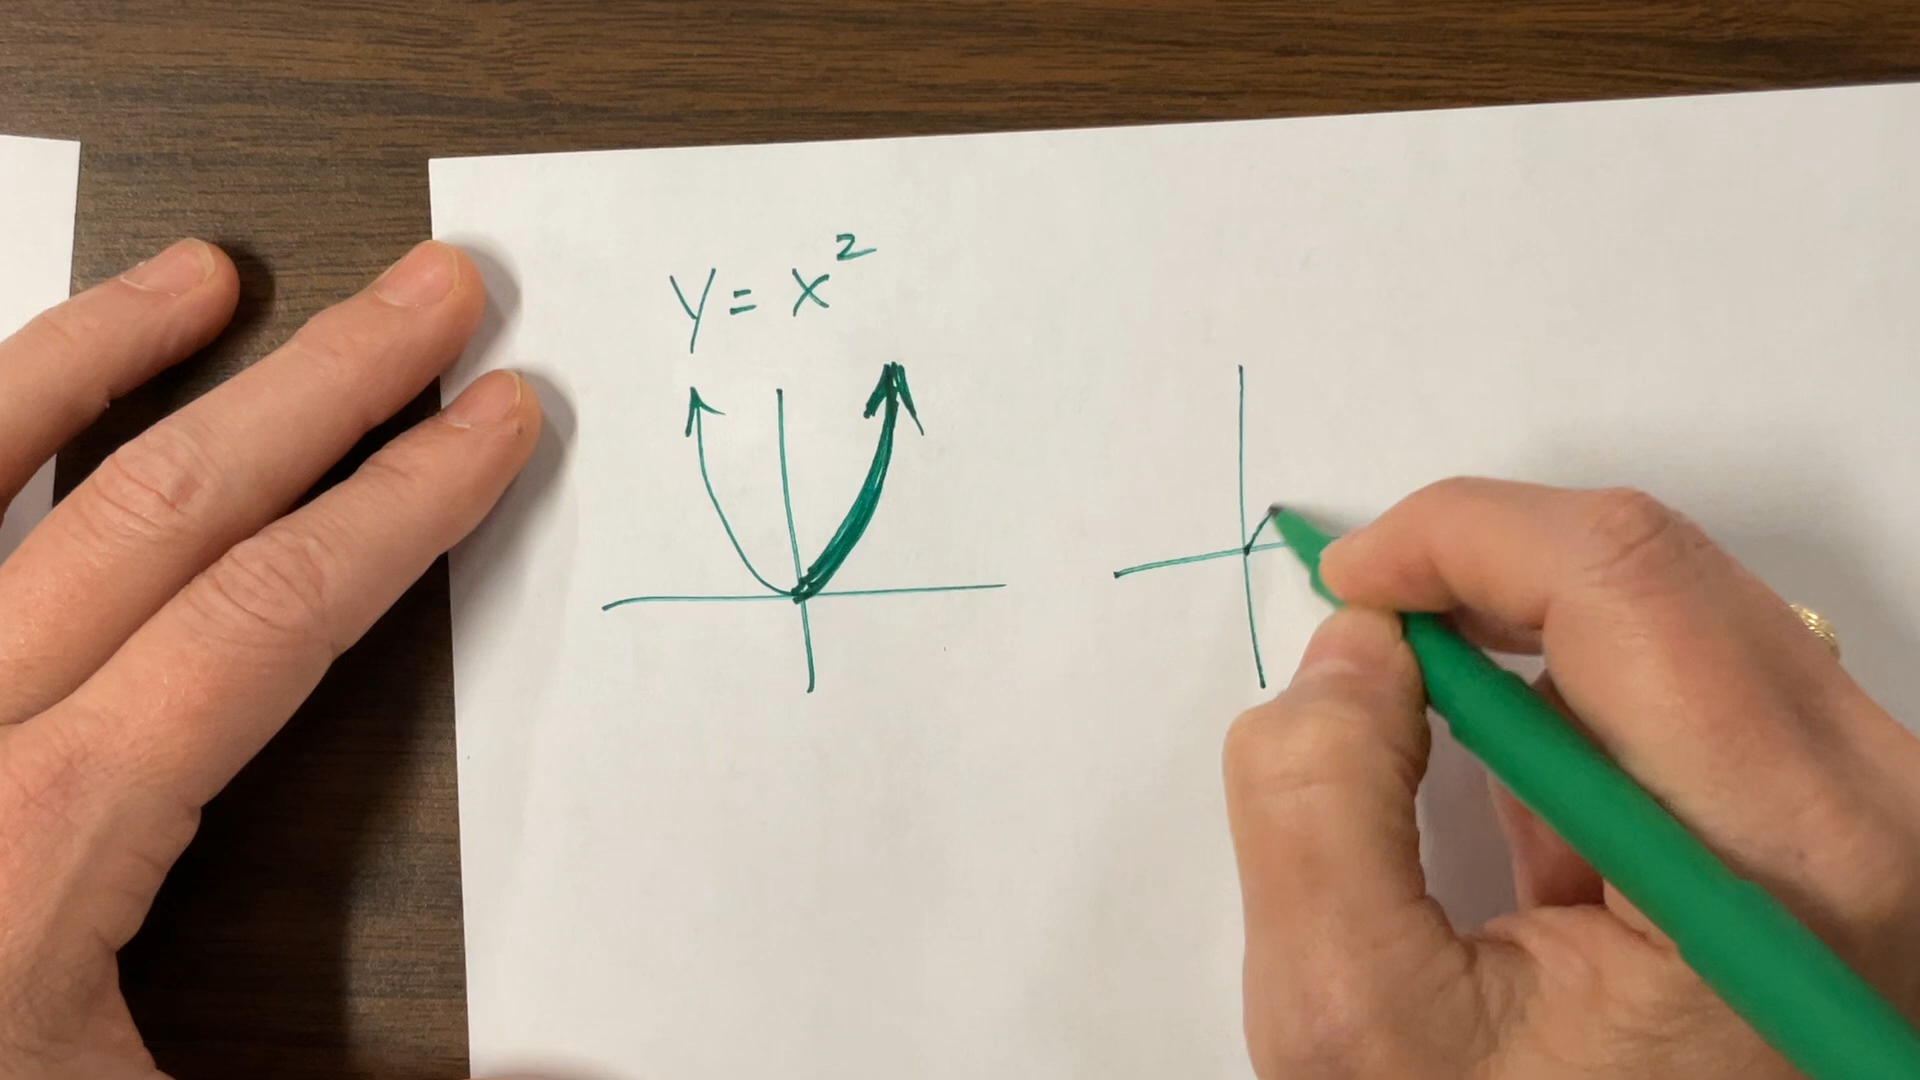 y = x²